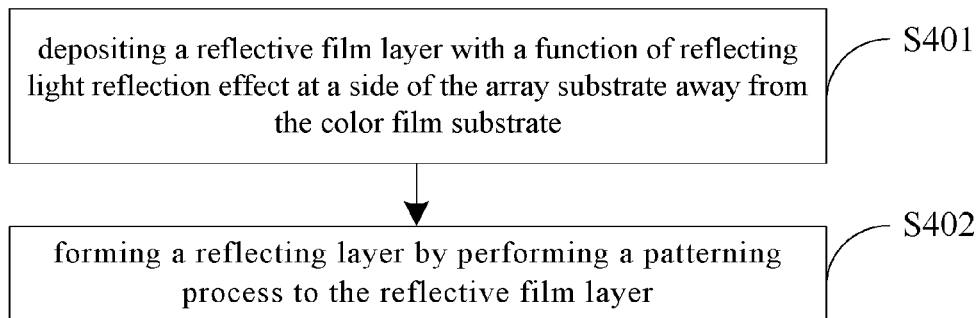 depositing a reflective film layer with a function of reflecting
light reflection effect at a side of the array substrate away from
the color film substrate
S401
forming a reflecting layer by performing a patterning
process to the reflective film layer
S402